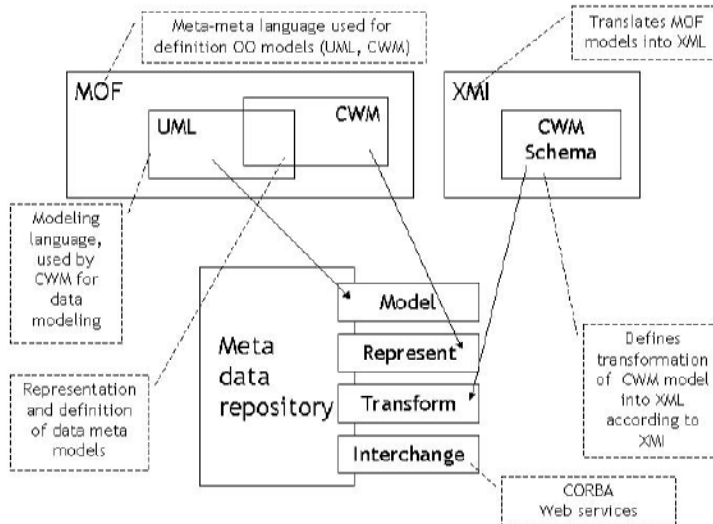 Meta-meta language used for
definition OO models (UML, CWM)
Translates MOF
models into XML
MOF
UML
CWM
XMI
CWM
Schema
Modeling
language,
used by
CWM for
data
modeling
Representation
and definition
of data meta
models
Meta
data
repository
Model
Represent
Transform
Interchange
Defines
transformation
of CWM model
into XML
according to
XMI
CORBA
Web services